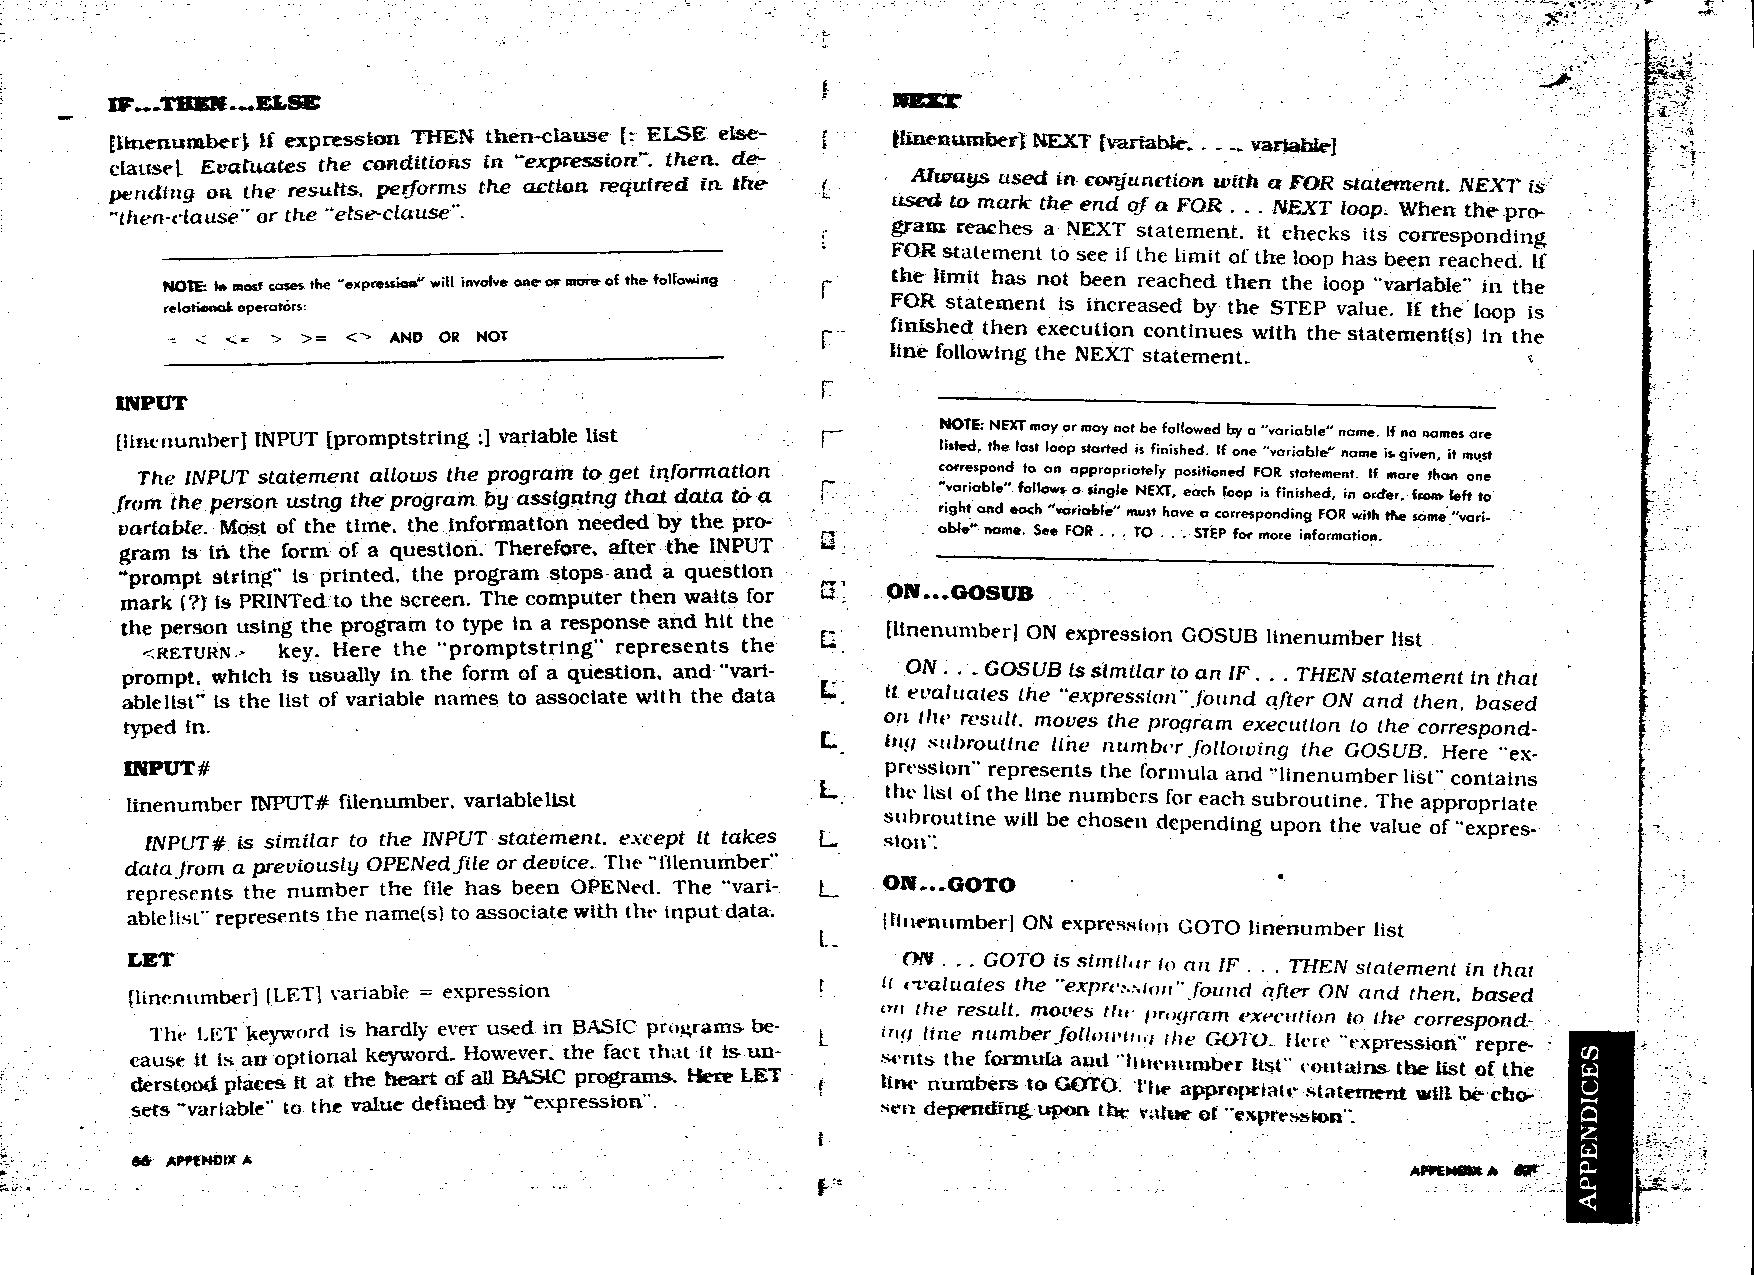 IF...THEN...ELSE
[linenumber] If expression THEN then-clause [: ELSE else-
clause] Evaluates the conditions in "expression", then, de-
pending on the results, performs the action required in the
"then-clause" or the "else-clause".
NOTE: In most cases the "expression" will involve one or more of the following
relational operators:
= < <= > >= <> AND OR NOT
INPUT
[linenumber] INPUT [promptstring ;] variable list
The INPUT statement allows the program to get information
from the person using the program by assigning that data to a
variable. Most of the time, the information needed by the pro-
gram is in the form of a question. Therefore, after the INPUT
"prompt string" is printed, the program stops and a question
mark (?) is PRINTed to the screen. The computer then waits for
the person using the program to type in a response and hit the
<RETURN> key. Here the "promptstring" represents the
prompt, which is usually in the form of a question, and "vari-
ablelist" is the list of variable names to associate with the data
typed in.
INPUT#
linenumber INPUT# filenumber, variablelist
INPUT# is similar to the INPUT statement, except it takes
data from a previously OPENed file or device. The "filenumber"
represents the number the file has been OPENed. The "vari-
ablelist" represents the name(s) to associate with the input data.
LET
[linenumber] [LET] variable = expression
The LET keyword is hardly ever used in BASIC programs be-
cause it is an optional keyword. However, the fact that it is un-
derstood places it at the heart of all BASIC programs. Here LET
sets "variable" to the value defined by "expression".
66 APPENDIX A
NEXT
[linenumber] NEXT [variable, . . ., variable]
Always used in conjunction with a FOR statement, NEXT is
used to mark the end of a FOR . . . NEXT loop. When the pro-
gram reaches a NEXT statement, it checks its corresponding
FOR statement to see if the limit of the loop has been reached. If
the limit has not been reached then the loop "variable" in the
FOR statement is increased by the STEP value. If the loop is
finished then execution continues with the statement(s) in the
line following the NEXT statement.
NOTE: NEXT may or may not be followed by a "variable" name. If no names are
listed, the last loop started is finished. If one "variable" name is given, it must
correspond to an appropriately positioned FOR statement. If more than one
"variable" follows a single NEXT, each loop is finished, in order, from left to
right and each "variable" must have a corresponding FOR with the same "vari-
able" name. See FOR . . . TO . . . STEP for more information.
ON...GOSUB
[linenumber] ON expression GOSUB linenumber list
ON . . . GOSUB is similar to an IF . . . THEN statement in that
it evaluates the "expression" found after ON and then, based
on the result, moves the program execution to the correspond-
ing subroutine line number following the GOSUB. Here "ex-
pression" represents the formula and "linenumber list" contains
the list of the line numbers for each subroutine. The appropriate
subroutine will be chosen depending upon the value of "expres-
sion".
ON...GOTO
[linenumber] ON expression GOTO linenumber list
ON . . . GOTO is similar to an IF . . . THEN statement in that
it evaluates the "expression" found after ON and then, based
on the result, moves the program execution to the correspond-
ing line number following the GOTO. Here "expression" repre-
sents the formula and "linenumber list" contains the list of the
line numbers to GOTO. The appropriate statement will be cho-
sen depending upon the value of "expression".
APPENDIX A 67
APPENDICES